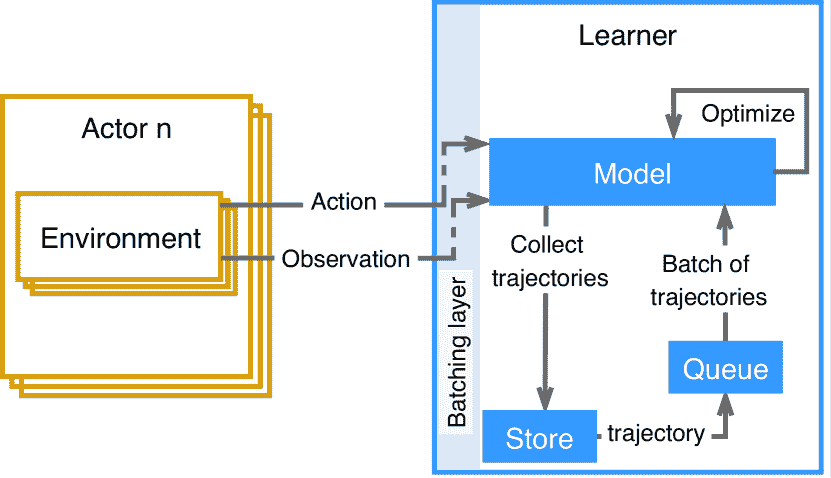 Actor n
Environment
Action
Observation
Learner
Batching layer
Optimize
Model
Collect
trajectories
Batch of
trajectories
Queue
Store
trajectory